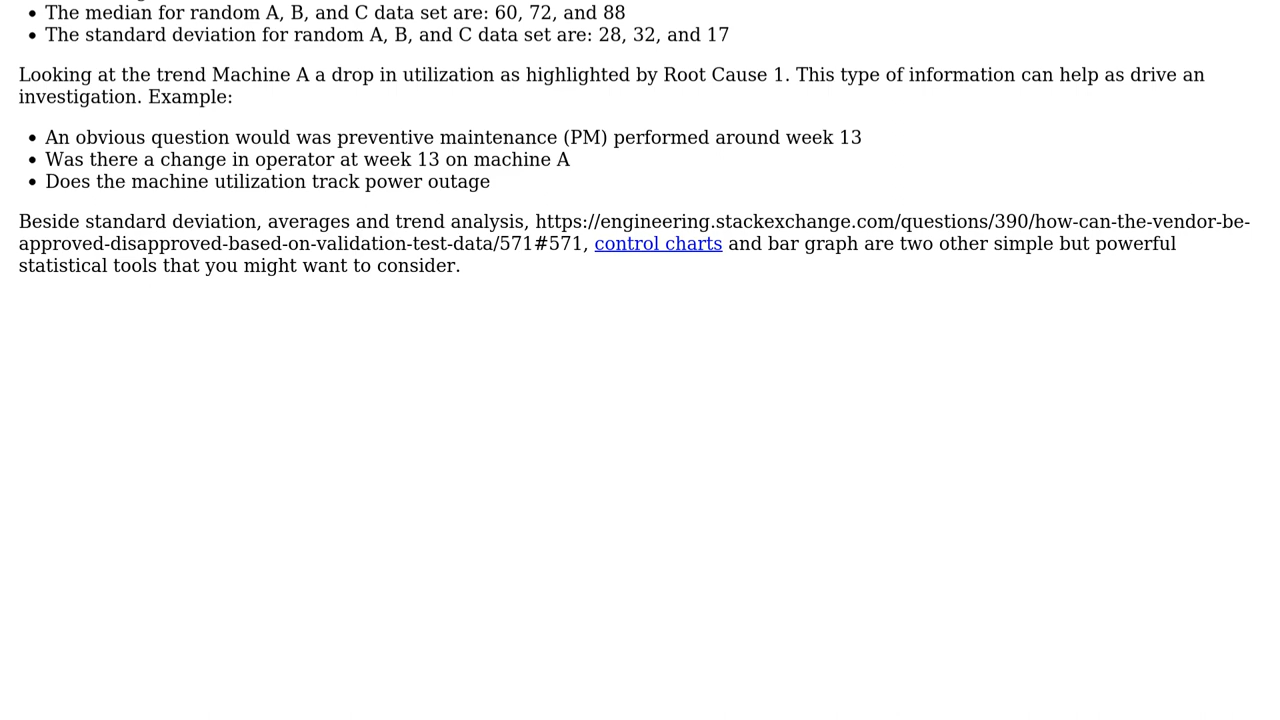 • The median for random A, B, and C data set are: 60, 72, and 88
• The standard deviation for random A, B, and C data set are: 28, 32, and 17
Looking at the trend Machine A a drop in utilization as highlighted by Root Cause 1. This type of information can help as drive an
investigation. Example:
• An obvious question would was preventive maintenance (PM) performed around week 13
• Was there a change in operator at week 13 on machine A
• Does the machine utilization track power outage
Beside standard deviation, averages and trend analysis, https://engineering.stackexchange.com/questions/390/how-can-the-vendor-be-
approved-disapproved-based-on-validation-test-data/571#571, control charts and bar graph are two other simple but powerful
statistical tools that you might want to consider.